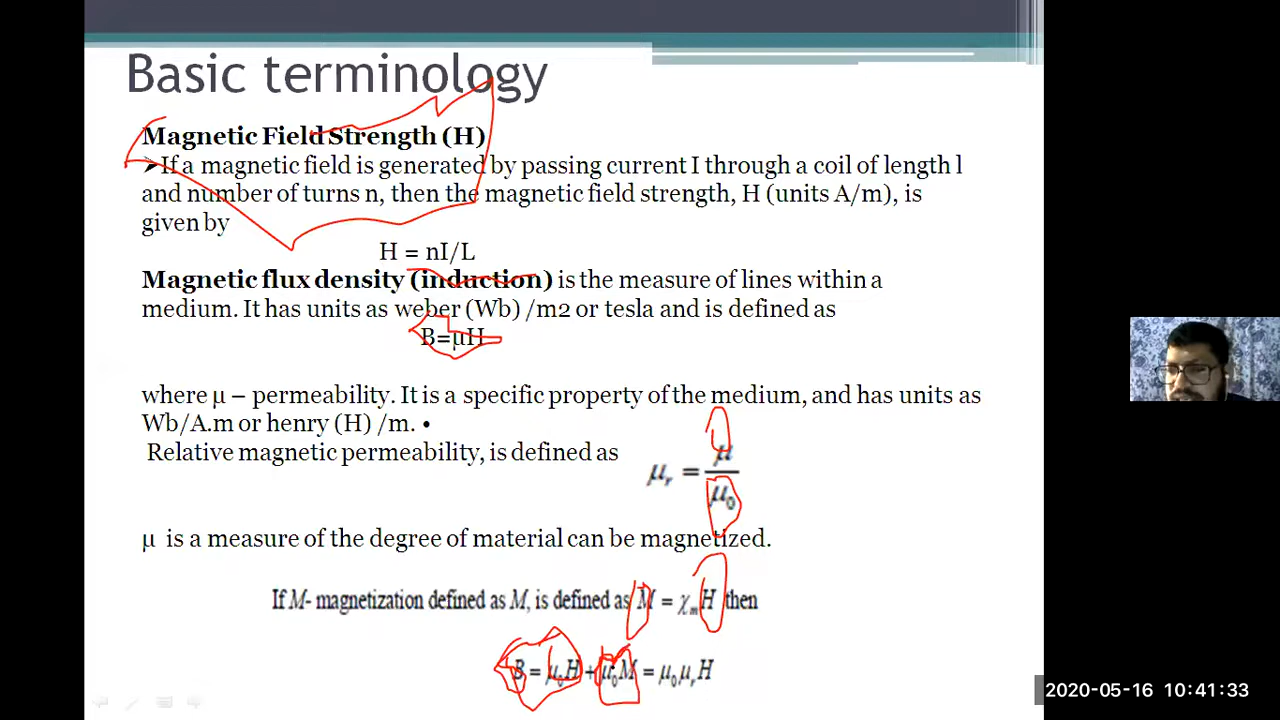 Basic terminology
Magnetic Field Strength (H)
➤If a magnetic field is generated by passing current I through a coil of length l
and number of turns n, then the magnetic field strength, H (units A/m), is
given by
H = nI/L
Magnetic flux density (induction) is the measure of lines within a
medium. It has units as weber (Wb) /m2 or tesla and is defined as
B=μH
where μ – permeability. It is a specific property of the medium, and has units as
Wb/A.m or henry (H) /m. •
Relative magnetic permeability, is defined as
μr = μ/μ0
μ is a measure of the degree of material can be magnetized.
If M- magnetization defined as M, is defined as M = χm H then
B = μ0 H + μ0 M = μ0 μr H
2020-05-16 10:41:33